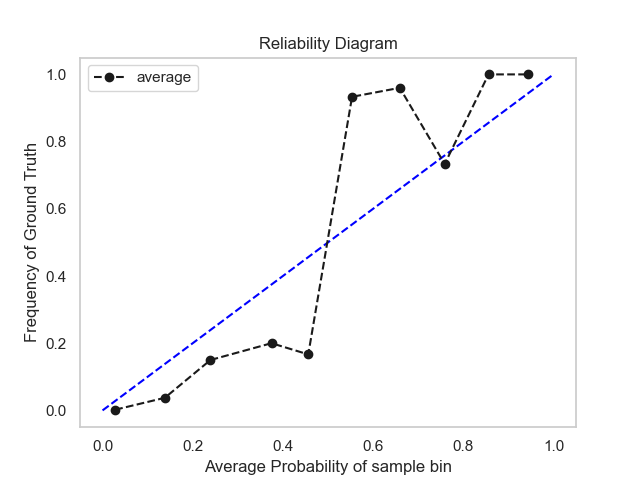 Reliability Diagram
average
1.0
0.8
0.6
0.4
0.2
0.0
Frequency of Ground Truth
0.0 0.2 0.4 0.6 0.8 1.0
Average Probability of sample bin